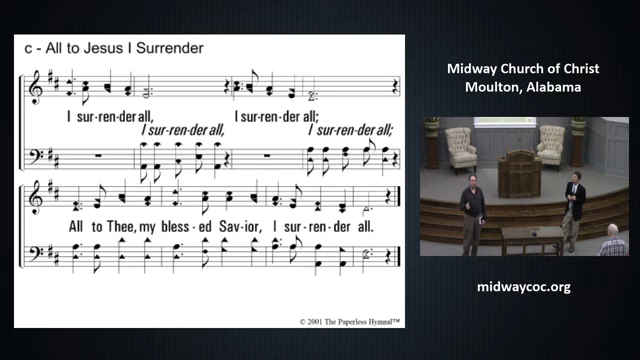 c - All to Jesus I Surrender
I sur-ren-der all, I sur-ren-der all;
I sur-ren-der all, I sur-ren-der all;
All to Thee, my bless - ed Sav-ior, I sur - ren - der all.
© 2001 The Paperless Hymnal™
Midway Church of Christ
Moulton, Alabama
midwaycoc.org